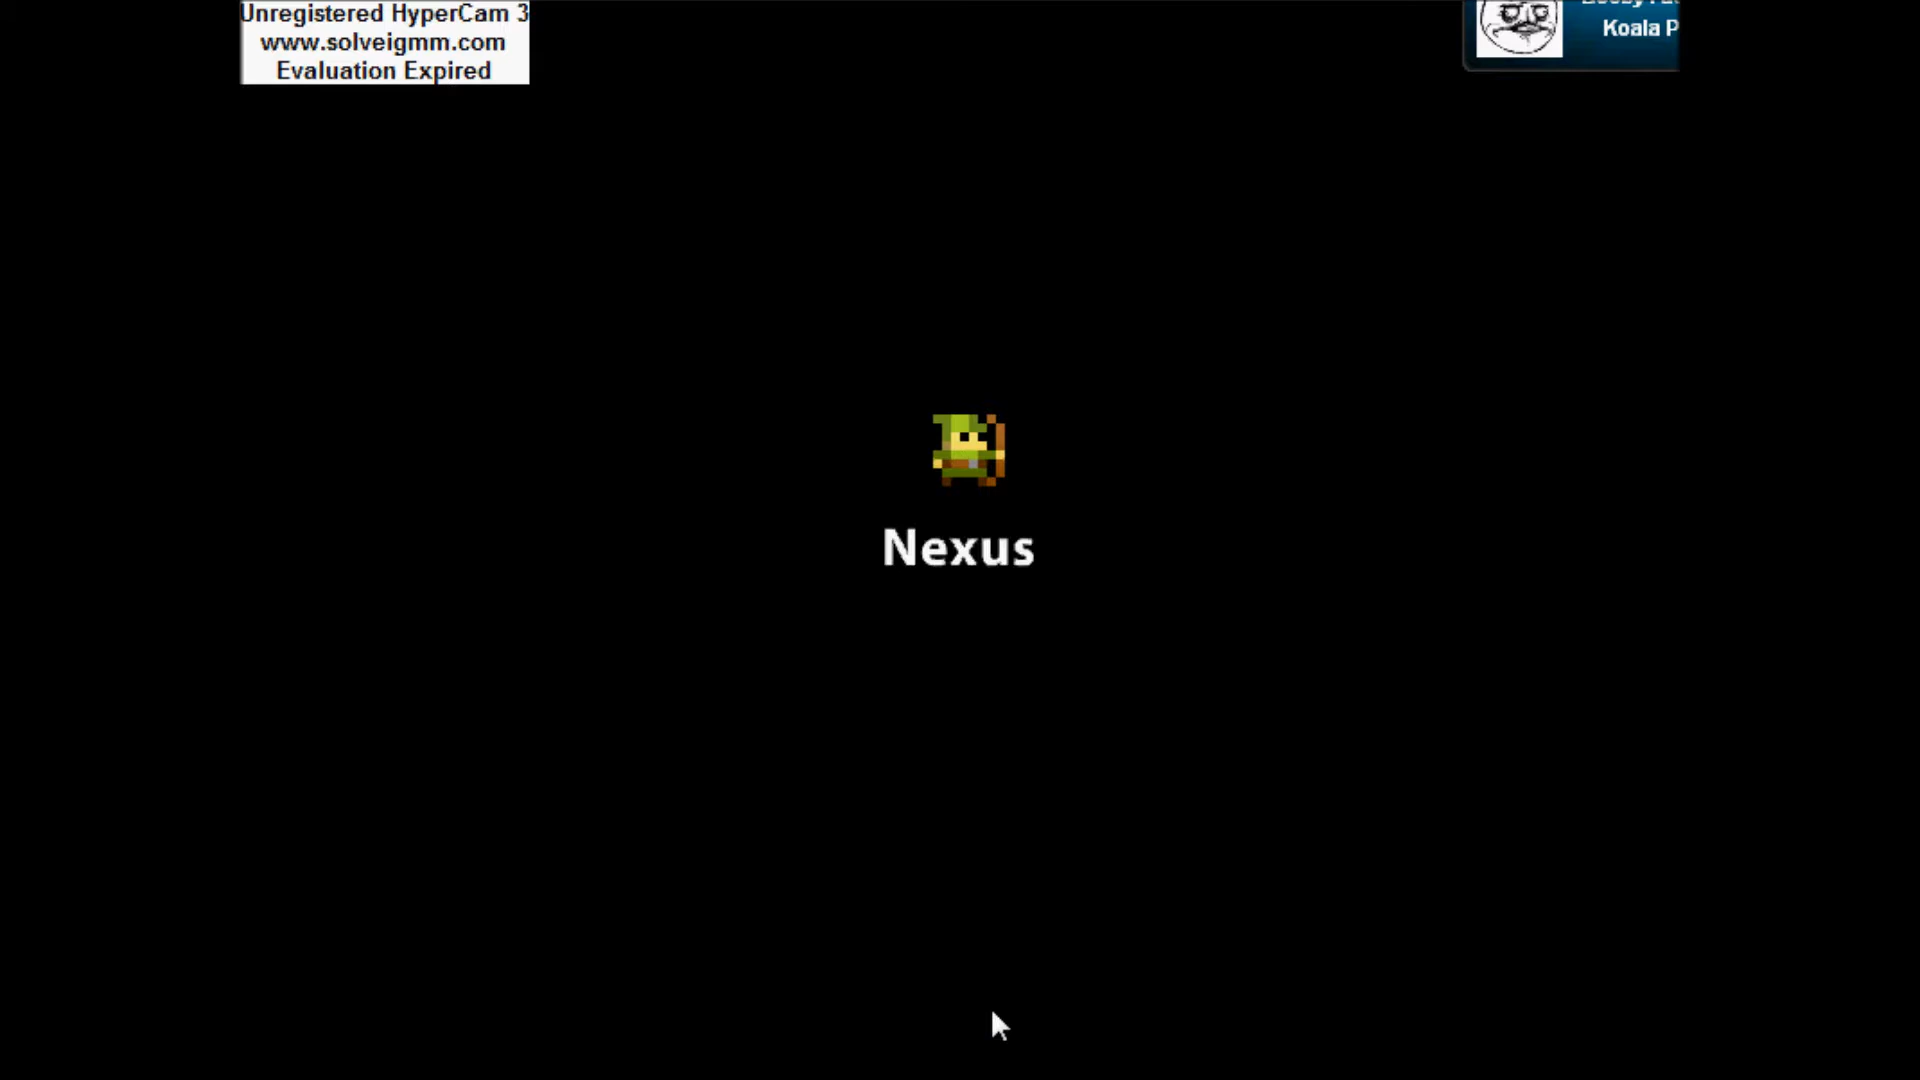 Unregistered HyperCam 3
www.solveigmm.com
Evaluation Expired
Koala P
Nexus